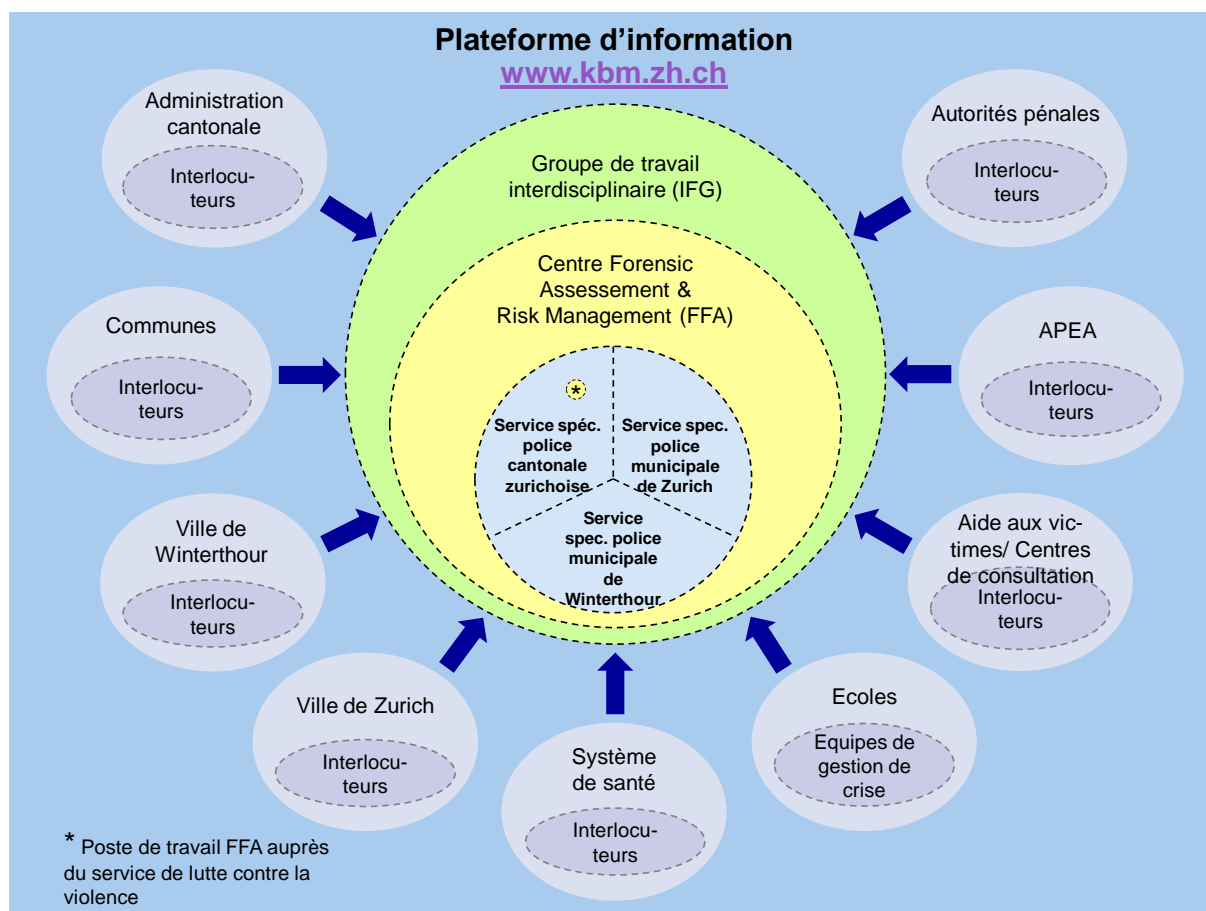 Plateforme d'information
www.kbm.zh.ch
Administration
cantonale
Interlocu-
teurs
Autorités pénales
Interlocu-
teurs
Groupe de travail
interdisciplinaire (IFG)
Centre Forensic
Assessement &
Risk Management (FFA)
Communes
Interlocu-
teurs
APEA
Interlocu-
teurs
*
Service spéc.
police
cantonale
zurichoise
Service spec.
police
municipale
de Zurich
Service
spec. police
municipale
de
Winterthour
Ville de
Winterthour
Interlocu-
teurs
Aide aux vic-
times/ Centres
de consultation
Interlocu-
teurs
Ville de Zurich
Interlocu-
teurs
Système
de santé
Interlocu-
teurs
Ecoles
Equipes de
gestion de
crise
* Poste de travail FFA auprès
du service de lutte contre la
violence